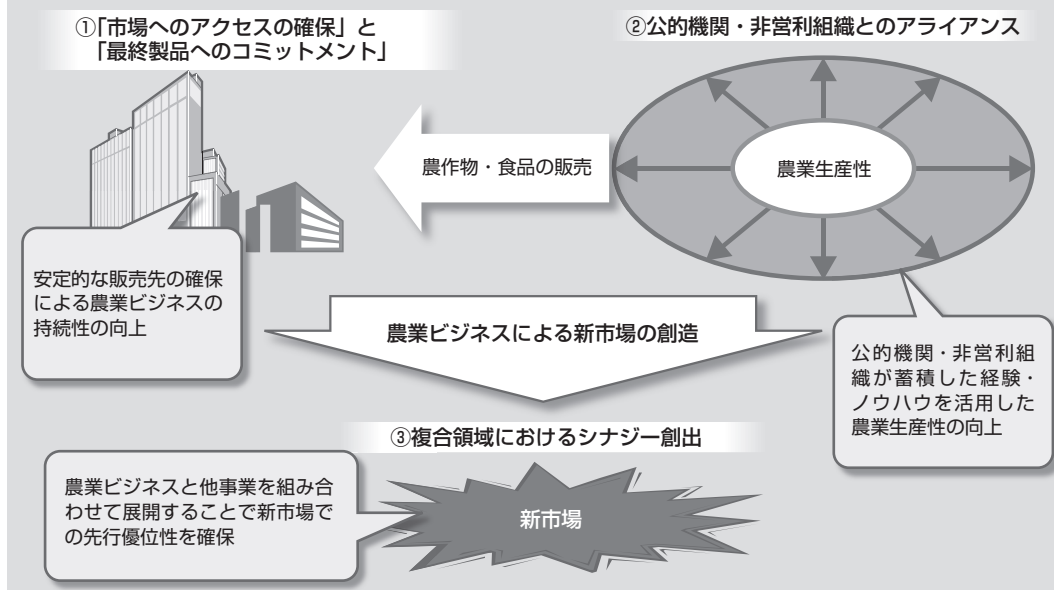 ①「市場へのアクセスの確保」と
「最終製品へのコミットメント」
②公的機関・非営利組織とのアライアンス
農作物・食品の販売
農業生産性
安定的な販売先の確保
による農業ビジネスの
持続性の向上
農業ビジネスによる新市場の創造
公的機関・非営利組
織が蓄積した経験・
ノウハウを活用した
農業生産性の向上
③複合領域におけるシナジー創出
農業ビジネスと他事業を組み合
わせて展開することで新市場で
の先行優位性を確保
新市場